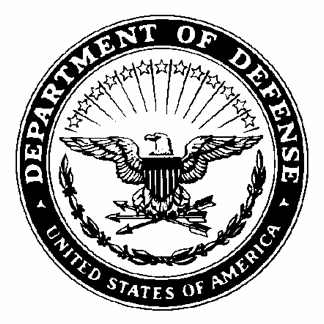 DEPARTMENT OF DEFENSE
UNITED STATES OF AMERICA